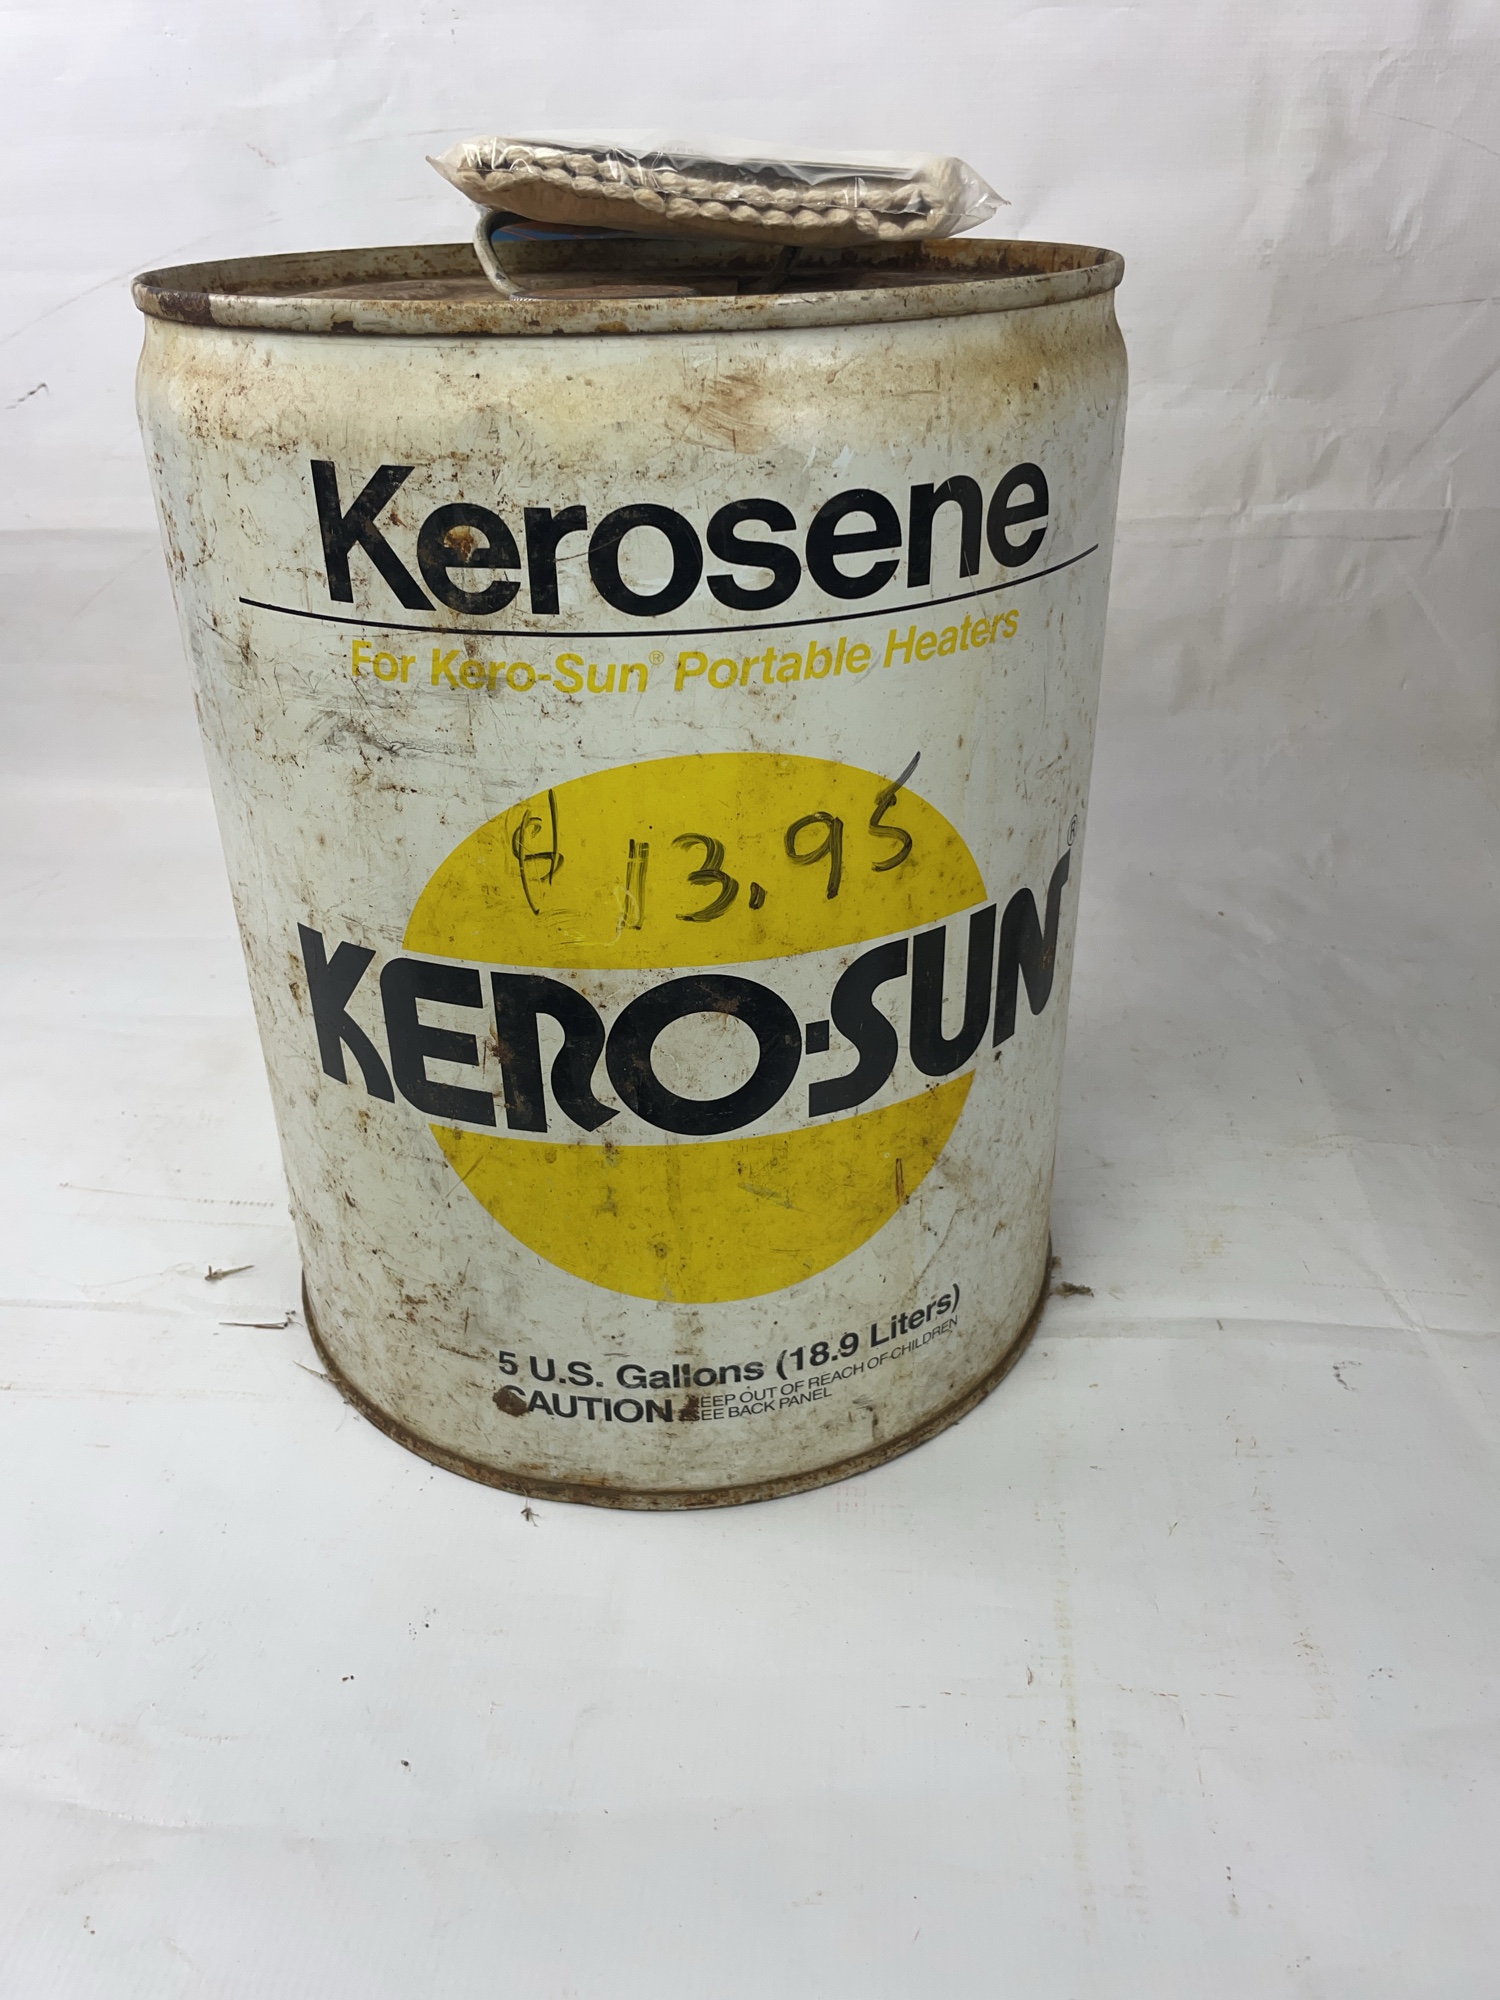 Kerosene
For Kero-Sun® Portable Heaters
$ 13.95
KERO-SUN®
5 U.S. Gallons (18.9 Liters)
CAUTION KEEP OUT OF REACH OF CHILDREN
SEE BACK PANEL